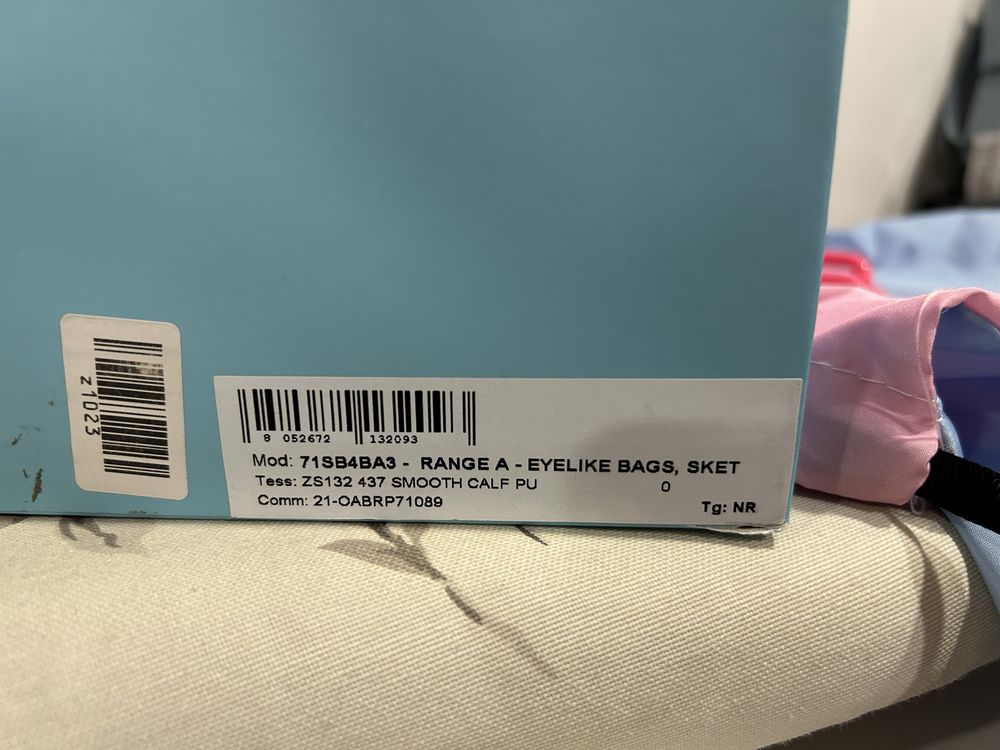 z1023
8 052672 132093
Mod: 71SB4BA3 - RANGE A - EYELIKE BAGS, SKET
Tess: ZS132 437 SMOOTH CALF PU 0
Comm: 21-OABRP71089
Tg: NR